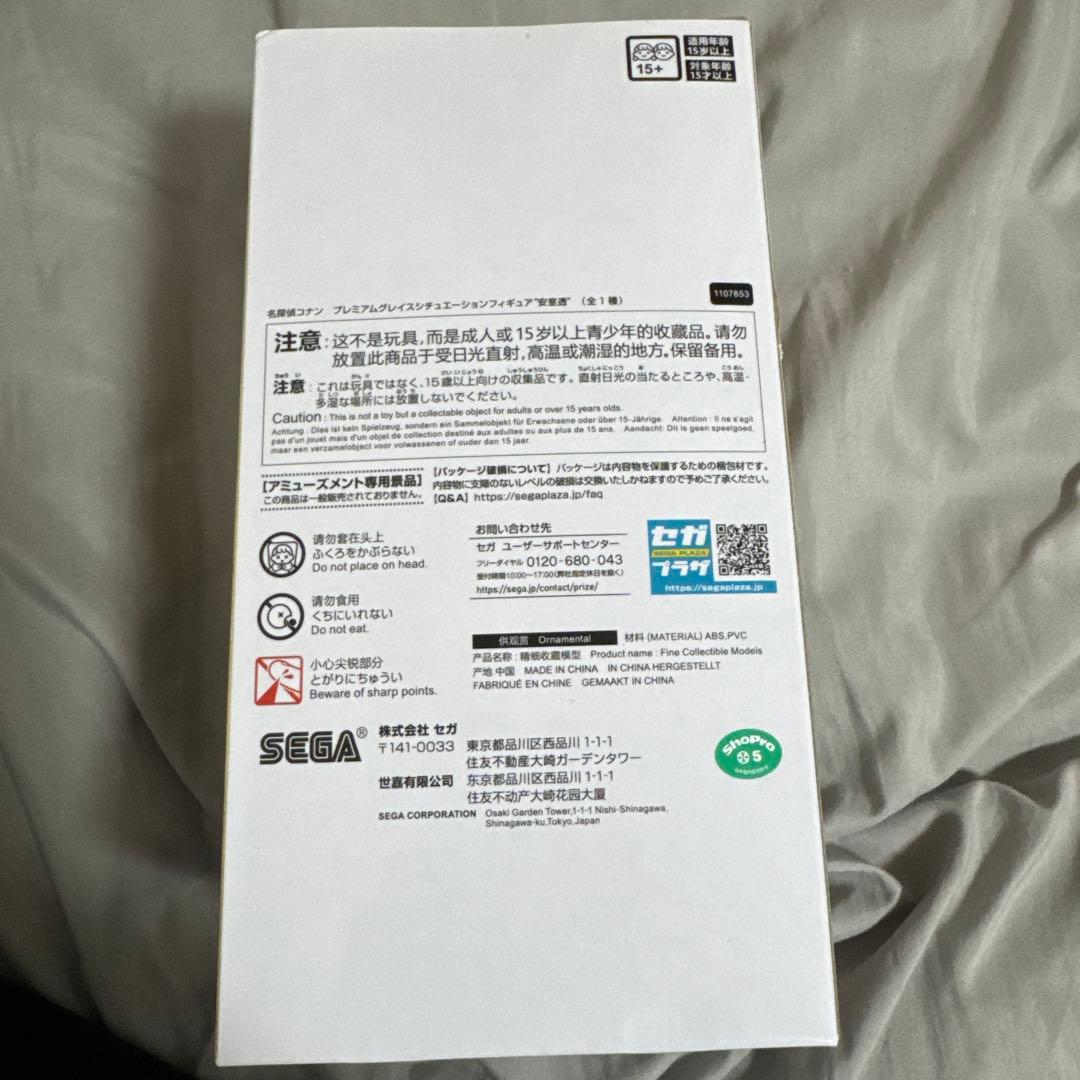 15+
适用年龄
15岁以上
対象年齢
15才以上
1107853
名探偵コナン プレミアムグレイスシチュエーションフィギュア"安室透" (全1種)
注意:这不是玩具,而是成人或15岁以上青少年的收藏品。请勿
放置此商品于受日光直射,高温或潮湿的地方。保留备用。
注意:これは玩具ではなく、15歳以上向けの収集品です。直射日光の当たるところや、高温・
多湿な場所には放置しないでください。
Caution : This is not a toy but a collectable object for adults or over 15 years olds.
Achtung : Dies ist kein Spielzeug, sondern ein Sammelobjekt für Erwachsene oder über 15-Jährige. Attention : Il ne s'agit
pas d'un jouet mais d'un objet de collection destiné aux adultes ou aux plus de 15 ans. Aandacht: Dit is geen speelgoed,
maar een verzamelobject voor volwassenen of ouder dan 15 jaar.
【アミューズメント専用景品】
この商品は一般販売されておりません。
【パッケージ破損について】パッケージは内容物を保護するための梱包材です。
内容物に支障のないレベルの破損は交換いたしかねますので予めご了承ください。
【Q&A】https://segaplaza.jp/faq
请勿套在头上
ふくろをかぶらない
Do not place on head.
请勿食用
くちにいれない
Do not eat.
小心尖锐部分
とがりにちゅうい
Beware of sharp points.
お問い合わせ先
セガ ユーザーサポートセンター
フリーダイヤル 0120-680-043
受付時間10:00~17:00(弊社指定休日を除く)
https://sega.jp/contact/prize/
セガ
SEGA PLAZA
プラザ
https://segaplaza.jp
供观赏 Ornamental 材料(MATERIAL) ABS,PVC
产品名称:精细收藏模型 Product name : Fine Collectible Models
产地 中国 MADE IN CHINA IN CHINA HERGESTELLT
FABRIQUÉ EN CHINE GEMAAKT IN CHINA
SEGA®
株式会社 セガ
〒141-0033 東京都品川区西品川 1-1-1
住友不動産大崎ガーデンタワー
世嘉有限公司 东京都品川区西品川 1-1-1
住友不动产大崎花园大厦
SEGA CORPORATION Osaki Garden Tower,1-1-1 Nishi-Shinagawa,
Shinagawa-ku,Tokyo,Japan
ShoPro
5